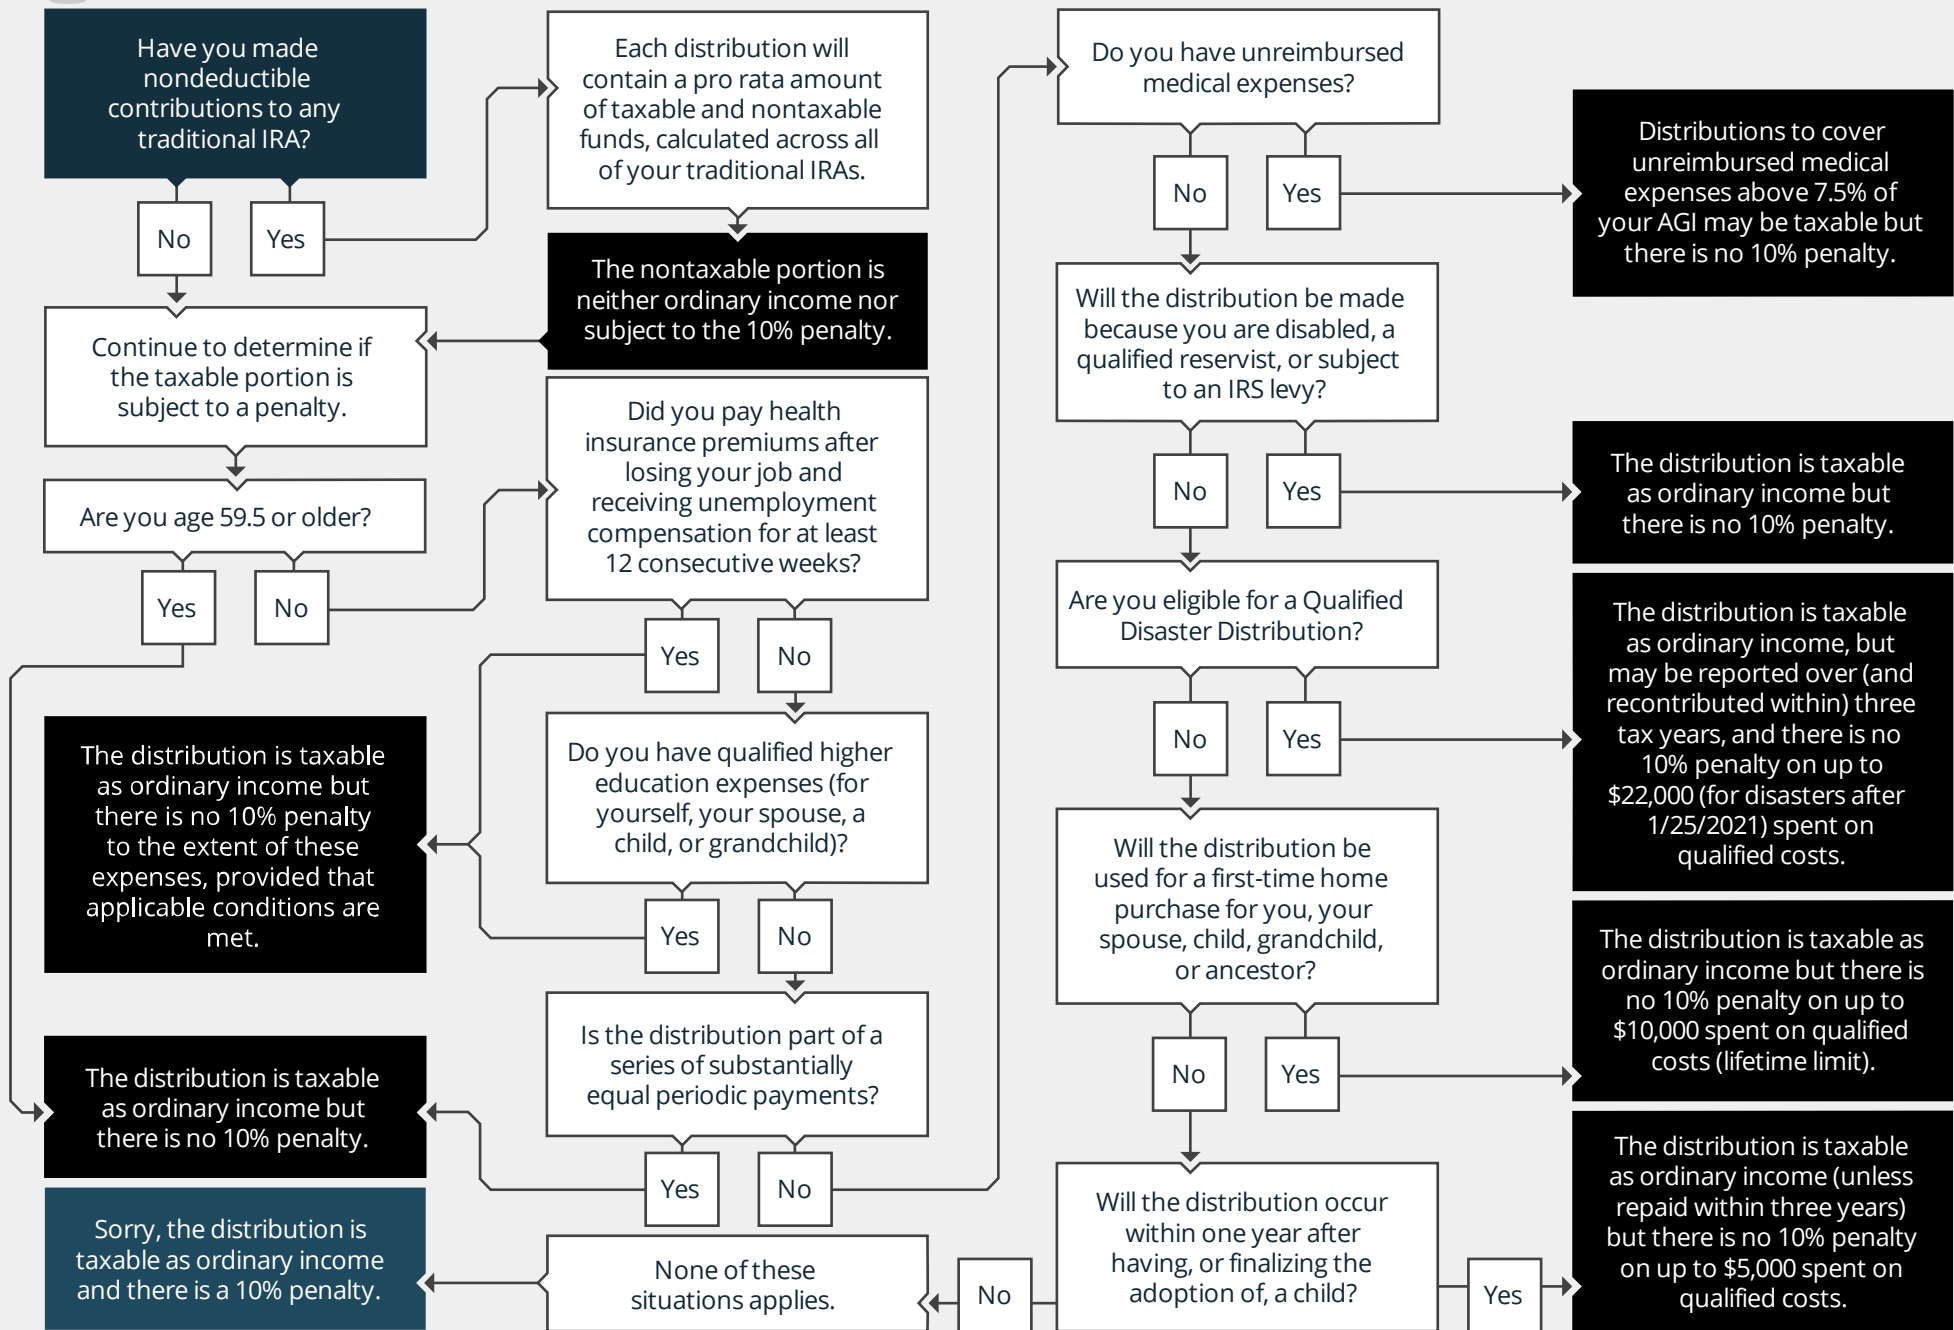 Have you made
nondeductible
contributions to any
traditional IRA?
No
Yes
Each distribution will
contain a pro rata amount
of taxable and nontaxable
funds, calculated across all
of your traditional IRAs.
The nontaxable portion is
neither ordinary income nor
subject to the 10% penalty.
Continue to determine if
the taxable portion is
subject to a penalty.
Are you age 59.5 or older?
Yes
No
Did you pay health
insurance premiums after
losing your job and
receiving unemployment
compensation for at least
12 consecutive weeks?
Yes
No
The distribution is taxable
as ordinary income but
there is no 10% penalty
to the extent of these
expenses, provided that
applicable conditions are
met.
Do you have qualified higher
education expenses (for
yourself, your spouse, a
child, or grandchild)?
Yes
No
Is the distribution part of a
series of substantially
equal periodic payments?
Yes
No
The distribution is taxable
as ordinary income but
there is no 10% penalty.
Sorry, the distribution is
taxable as ordinary income
and there is a 10% penalty.
None of these
situations applies.
Do you have unreimbursed
medical expenses?
No
Yes
Distributions to cover
unreimbursed medical
expenses above 7.5% of
your AGI may be taxable but
there is no 10% penalty.
Will the distribution be made
because you are disabled, a
qualified reservist, or subject
to an IRS levy?
No
Yes
The distribution is taxable
as ordinary income but
there is no 10% penalty.
Are you eligible for a Qualified
Disaster Distribution?
No
Yes
The distribution is taxable
as ordinary income, but
may be reported over (and
recontributed within) three
tax years, and there is no
10% penalty on up to
$22,000 (for disasters after
1/25/2021) spent on
qualified costs.
Will the distribution be
used for a first-time home
purchase for you, your
spouse, child, grandchild,
or ancestor?
No
Yes
The distribution is taxable as
ordinary income but there is
no 10% penalty on up to
$10,000 spent on qualified
costs (lifetime limit).
Will the distribution occur
within one year after
having, or finalizing the
adoption of, a child?
No
Yes
The distribution is taxable
as ordinary income (unless
repaid within three years)
but there is no 10% penalty
on up to $5,000 spent on
qualified costs.